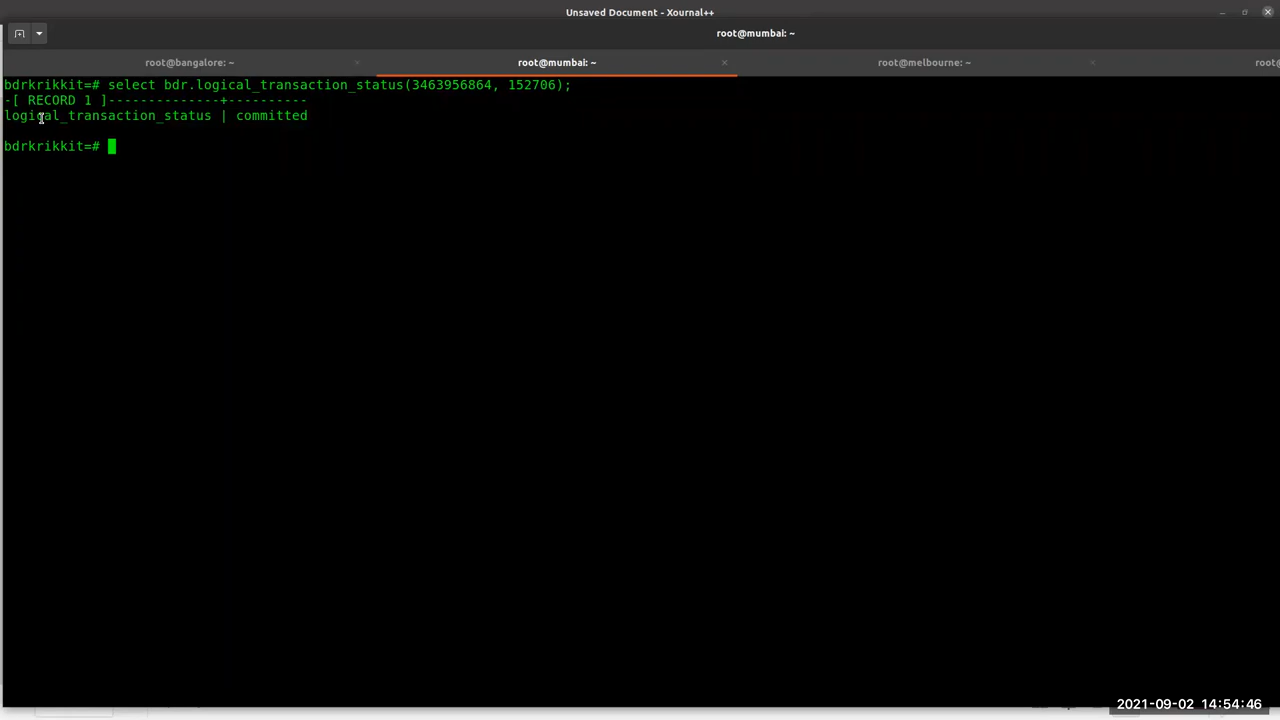 Unsaved Document - Xournal++
root@mumbai: ~
root@bangalore: ~
root@mumbai: ~
root@melbourne: ~
root@
bdrkrikkit=# select bdr.logical_transaction_status(3463956864, 152706);
-[ RECORD 1 ]--------------+----------
logical_transaction_status | committed
bdrkrikkit=#
2021-09-02 14:54:46